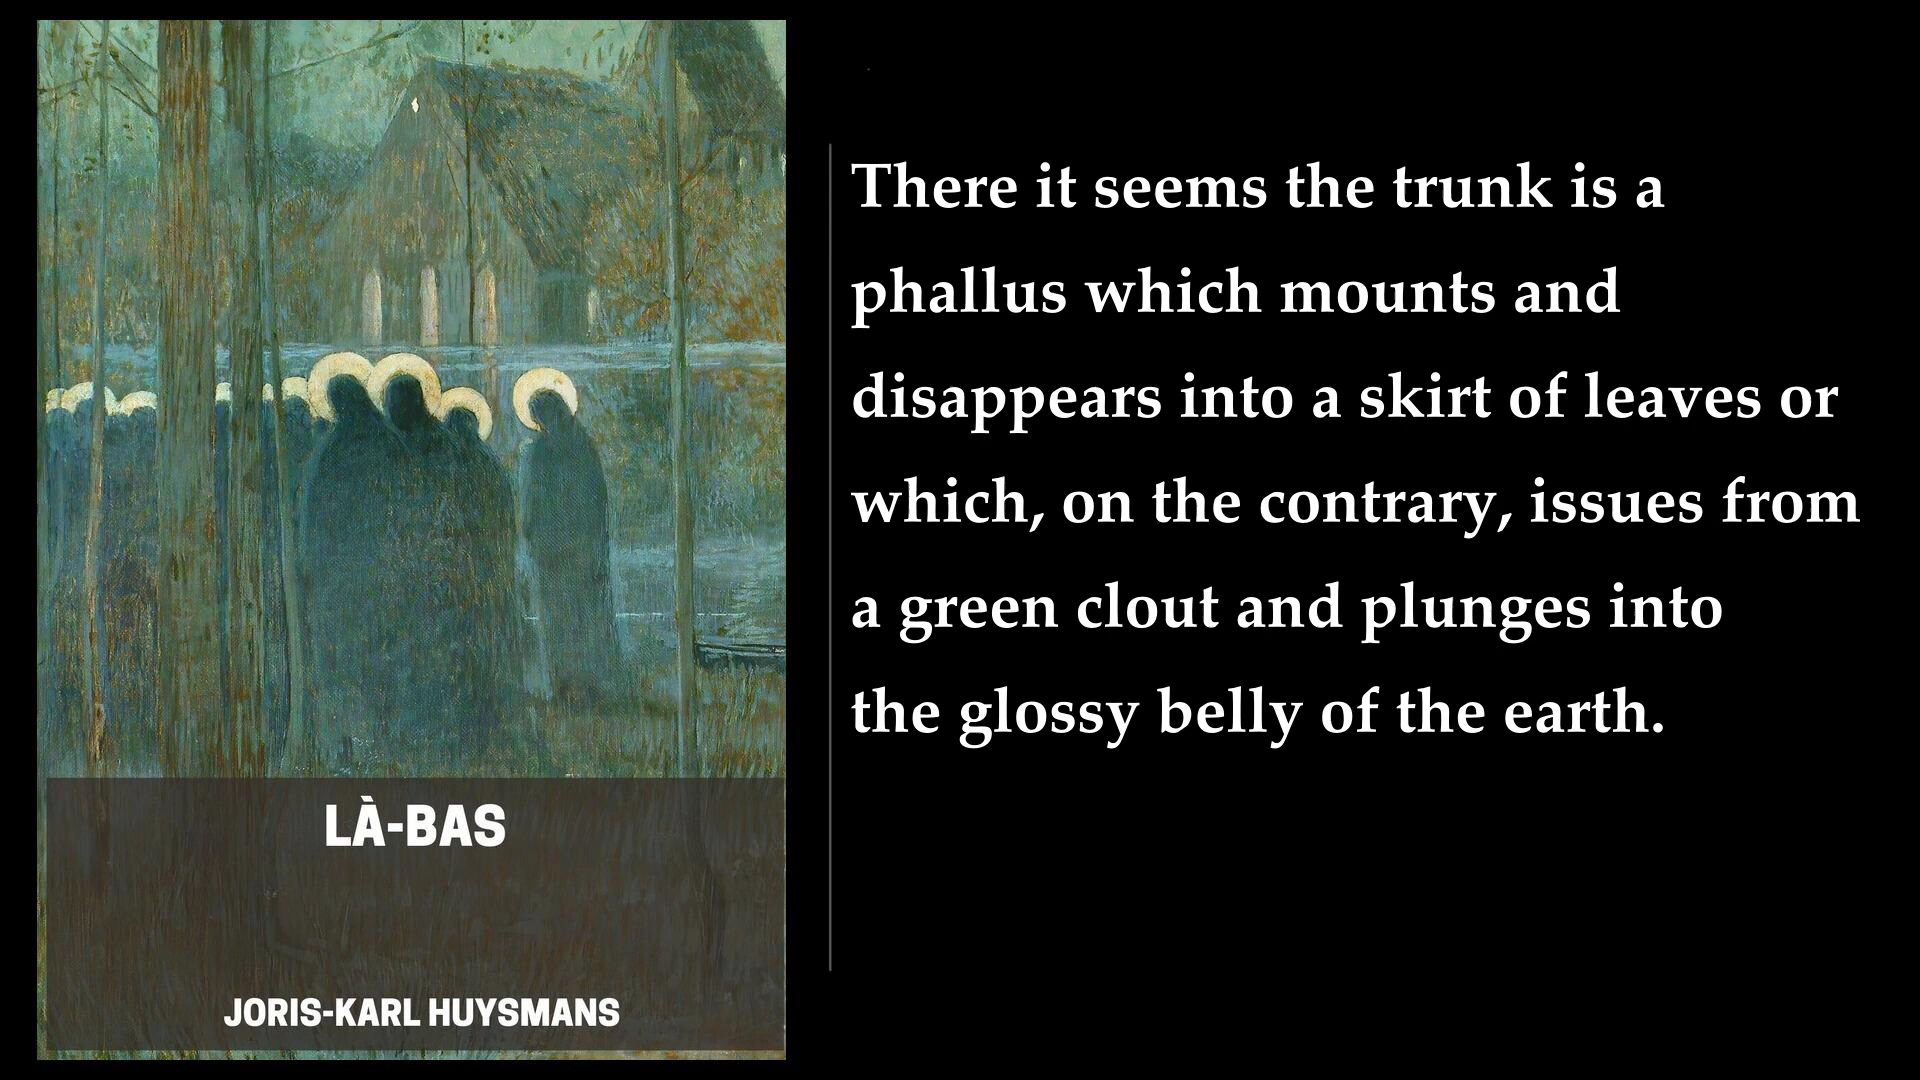 LÀ-BAS
JORIS-KARL HUYSMANS
There it seems the trunk is a
phallus which mounts and
disappears into a skirt of leaves or
which, on the contrary, issues from
a green clout and plunges into
the glossy belly of the earth.